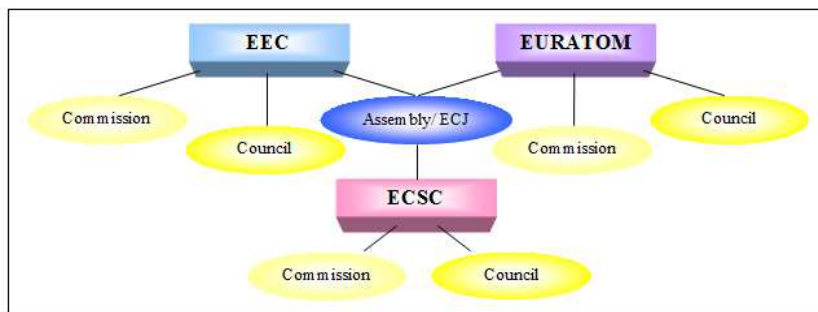 EEC
EURATOM
Commission
Council
Assembly/ ECJ
Commission
Council
ECSC
Commission
Council